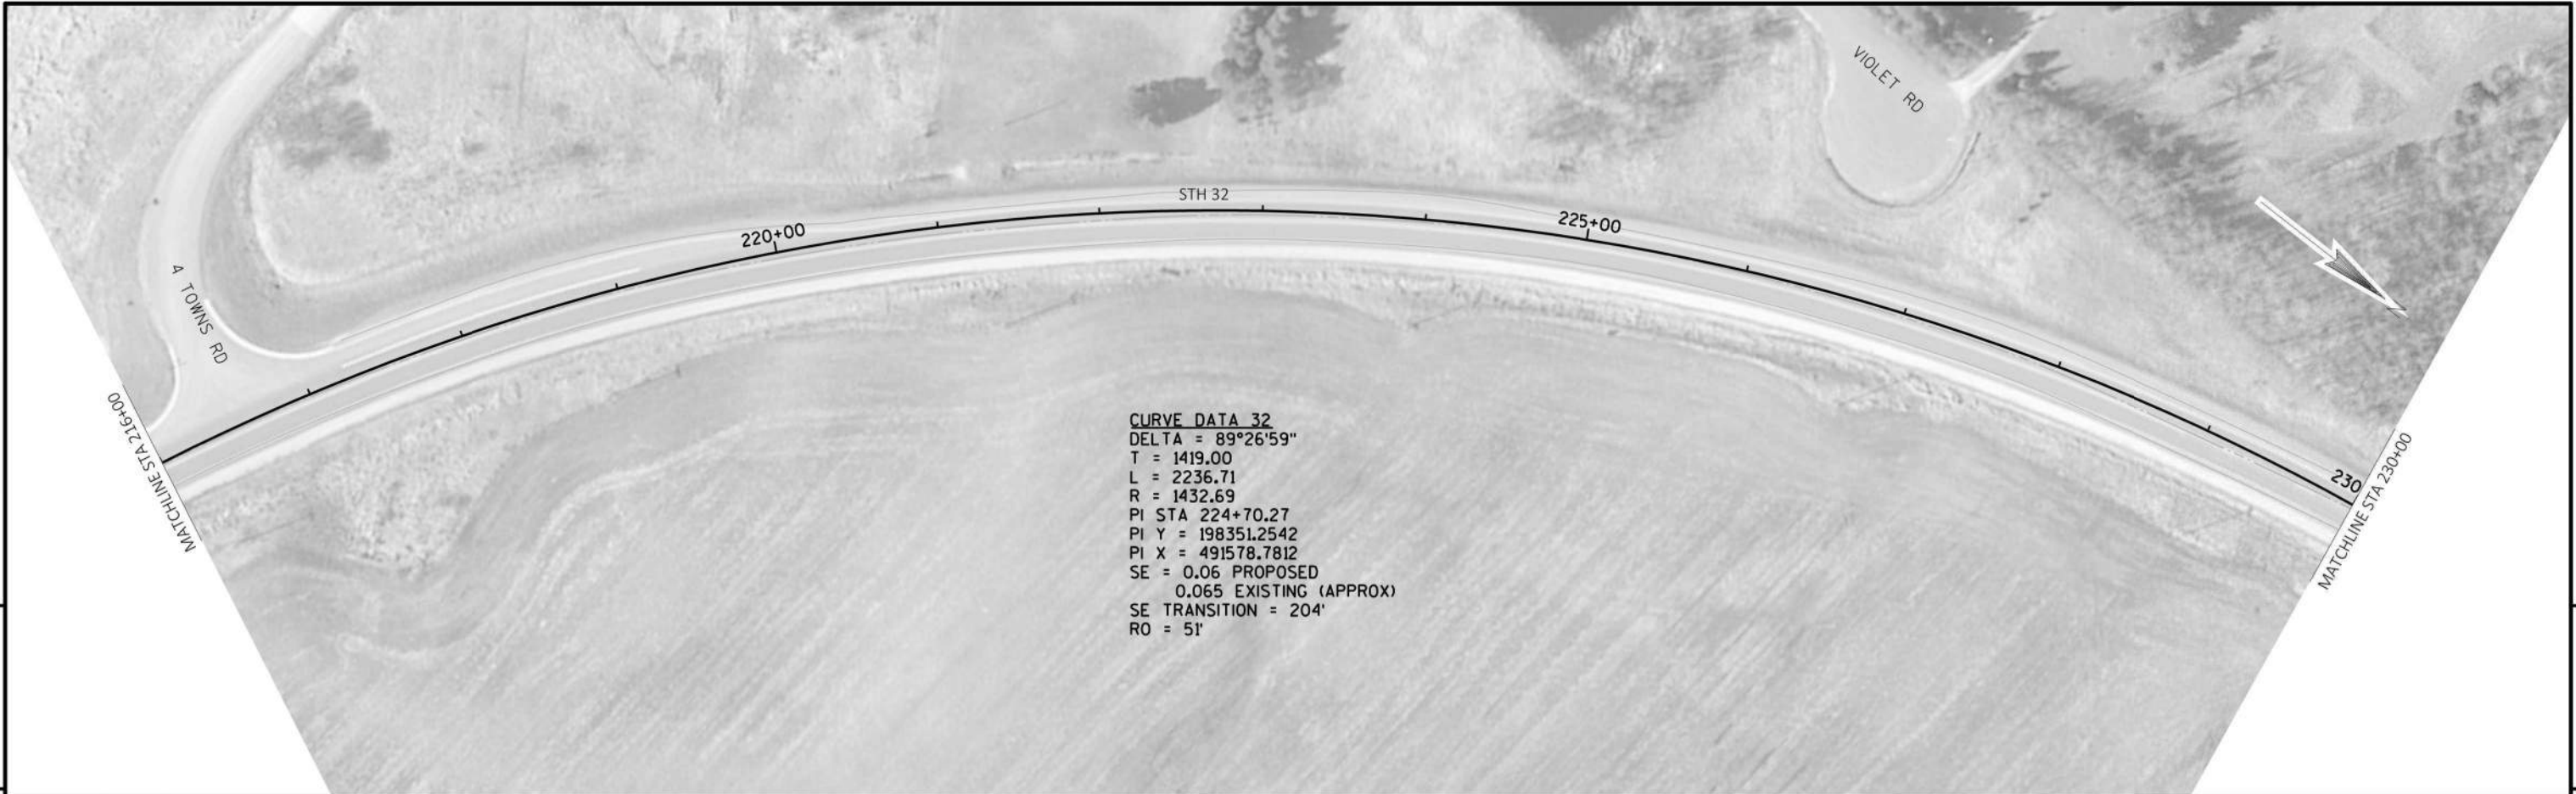 VIOLET RD
STH 32
220+00
225+00
4 TOWNS RD
MATCHLINE STA 216+00
CURVE DATA 32
DELTA = 89°26'59"
T = 1419.00
L = 2236.71
R = 1432.69
PI STA 224+70.27
PI Y = 198351.2542
PI X = 491578.7812
SE = 0.06 PROPOSED
0.065 EXISTING (APPROX)
SE TRANSITION = 204'
RO = 51'
230
MATCHLINE STA 230+00